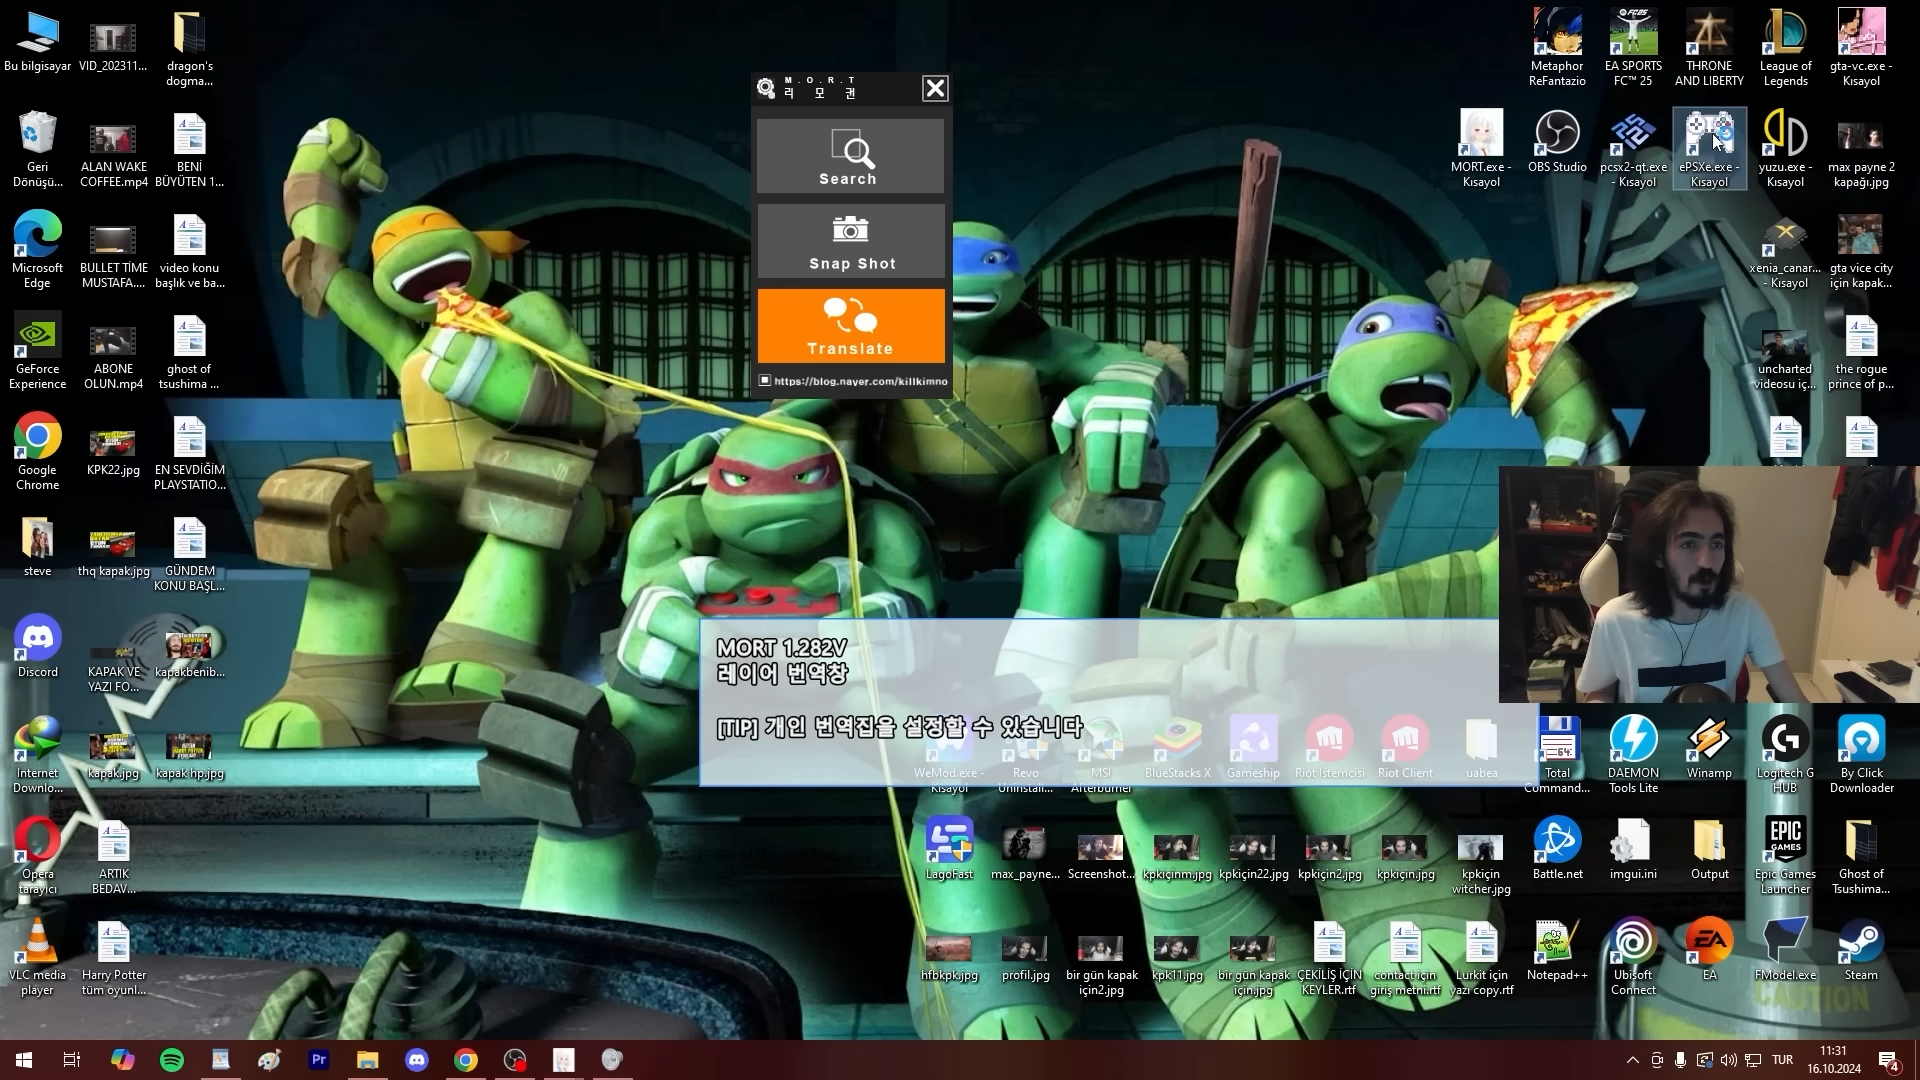 Bu bilgisayar
VID_202311...
dragon's
dogma...
Geri
Dönüşü...
ALAN WAKE
COFFEE.mp4
BENİ
BÜYÜTEN 1...
Microsoft
Edge
BULLET TİME
MUSTAFA....
video konu
başlık ve ba...
GeForce
Experience
ABONE
OLUN.mp4
ghost of
tsushima ...
Google
Chrome
KPK22.jpg
EN SEVDİĞİM
PLAYSTATIO...
steve
thq kapak.jpg
GÜNDEM
KONU BAŞL...
Discord
KAPAK VE
YAZI FO...
kapakbenib...
Internet
Downlo...
kapak.jpg
kapak hp.jpg
Opera
tarayıcı
ARTIK
BEDAV...
VLC media
player
Harry Potter
tüm oyunl...
M.O.R.T
리 모 컨
Search
Snap Shot
Translate
https://blog.naver.com/killkimno
MORT 1.282V
레이어 번역창
[TIP] 개인 번역집을 설정할 수 있습니다
Metaphor
ReFantazio
EA SPORTS
FC™ 25
THRONE
AND LIBERTY
League of
Legends
gta-vc.exe -
Kısayol
MORT.exe -
Kısayol
OBS Studio
pcsx2-qt.exe
- Kısayol
ePSXe.exe -
Kısayol
yuzu.exe -
Kısayol
max payne 2
kapağı.jpg
xenia_canar...
- Kısayol
gta vice city
için kapak...
uncharted
videosu iç...
the rogue
prince of p...
WeMod.exe -
Kısayol
Revo
Uninstall...
MSI
Afterburner
BlueStacks X
Gameship
Riot İstemcisi
Riot Client
uabea
Total
Command...
DAEMON
Tools Lite
Winamp
Logitech G
HUB
By Click
Downloader
LagoFast
max_payne...
Screenshot...
kpkiçinm.jpg
kpkiçin22.jpg
kpkiçin2.jpg
kpkiçin.jpg
kpkiçin
witcher.jpg
Battle.net
imgui.ini
Output
EPIC
GAMES
Epic Games
Launcher
Ghost of
Tsushima...
hfbkpk.jpg
profil.jpg
bir gün kapak
için2.jpg
kpk11.jpg
bir gün kapak
için.jpg
ÇEKİLİŞ İÇİN
KEYLER.rtf
contact için
giriş metni.rtf
Lurkit için
yazı copy.rtf
Notepad++
Ubisoft
Connect
EA
EA
FModel.exe
Steam
CAUTION
Pr
TUR
11:31
16.10.2024
4